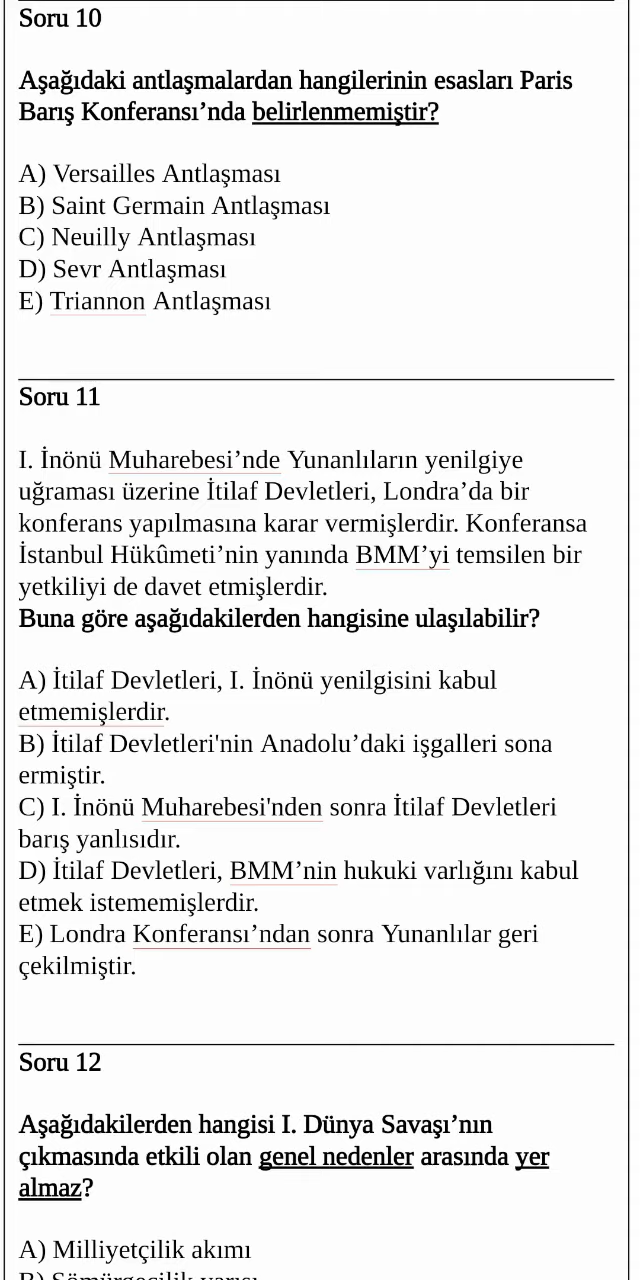 Soru 10
Aşağıdaki antlaşmalardan hangilerinin esasları Paris
Barış Konferansı’nda belirlenmemiştir?
A) Versailles Antlaşması
B) Saint Germain Antlaşması
C) Neuilly Antlaşması
D) Sevr Antlaşması
E) Triannon Antlaşması
Soru 11
I. İnönü Muharebesi’nde Yunanlıların yenilgiye
uğraması üzerine İtilaf Devletleri, Londra’da bir
konferans yapılmasına karar vermişlerdir. Konferansa
İstanbul Hükûmeti’nin yanında BMM’yi temsilen bir
yetkiliyi de davet etmişlerdir.
Buna göre aşağıdakilerden hangisine ulaşılabilir?
A) İtilaf Devletleri, I. İnönü yenilgisini kabul
etmemişlerdir.
B) İtilaf Devletleri'nin Anadolu’daki işgalleri sona
ermiştir.
C) I. İnönü Muharebesi'nden sonra İtilaf Devletleri
barış yanlısıdır.
D) İtilaf Devletleri, BMM’nin hukuki varlığını kabul
etmek istememişlerdir.
E) Londra Konferansı’ndan sonra Yunanlılar geri
çekilmiştir.
Soru 12
Aşağıdakilerden hangisi I. Dünya Savaşı’nın
çıkmasında etkili olan genel nedenler arasında yer
almaz?
A) Milliyetçilik akımı
B) Sömürgecilik yarışı